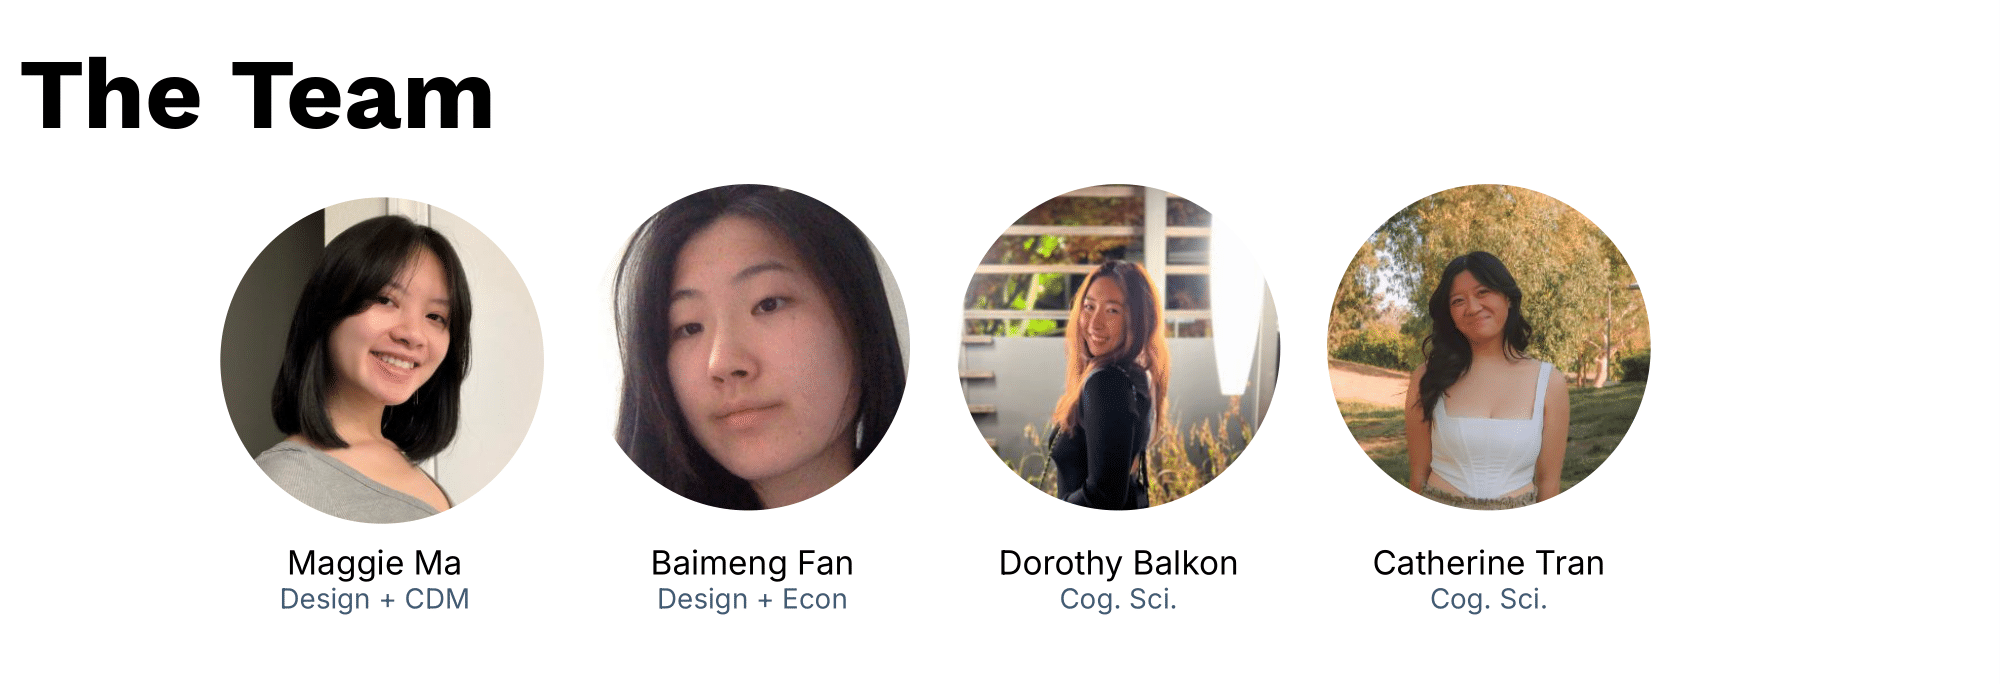 The Team
Maggie Ma
Design + CDM
Baimeng Fan
Design + Econ
Dorothy Balkon
Cog. Sci.
Catherine Tran
Cog. Sci.